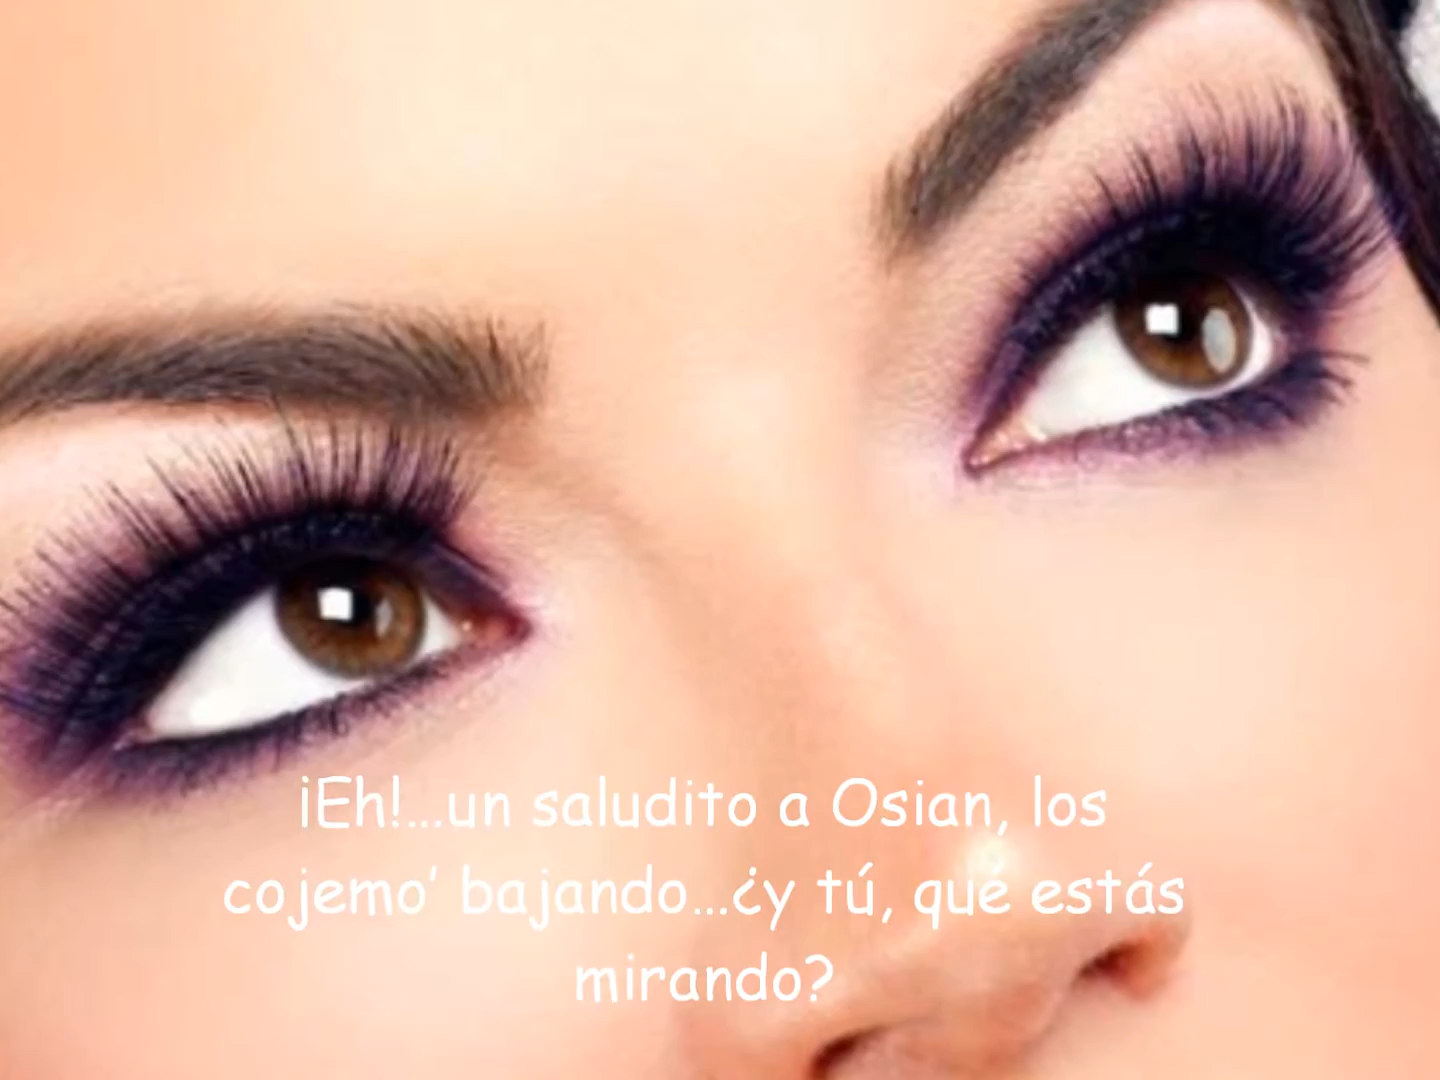 ¡Eh!...un saludito a Osian, los
cojemo’ bajando...¿y tú, qué estás
mirando?